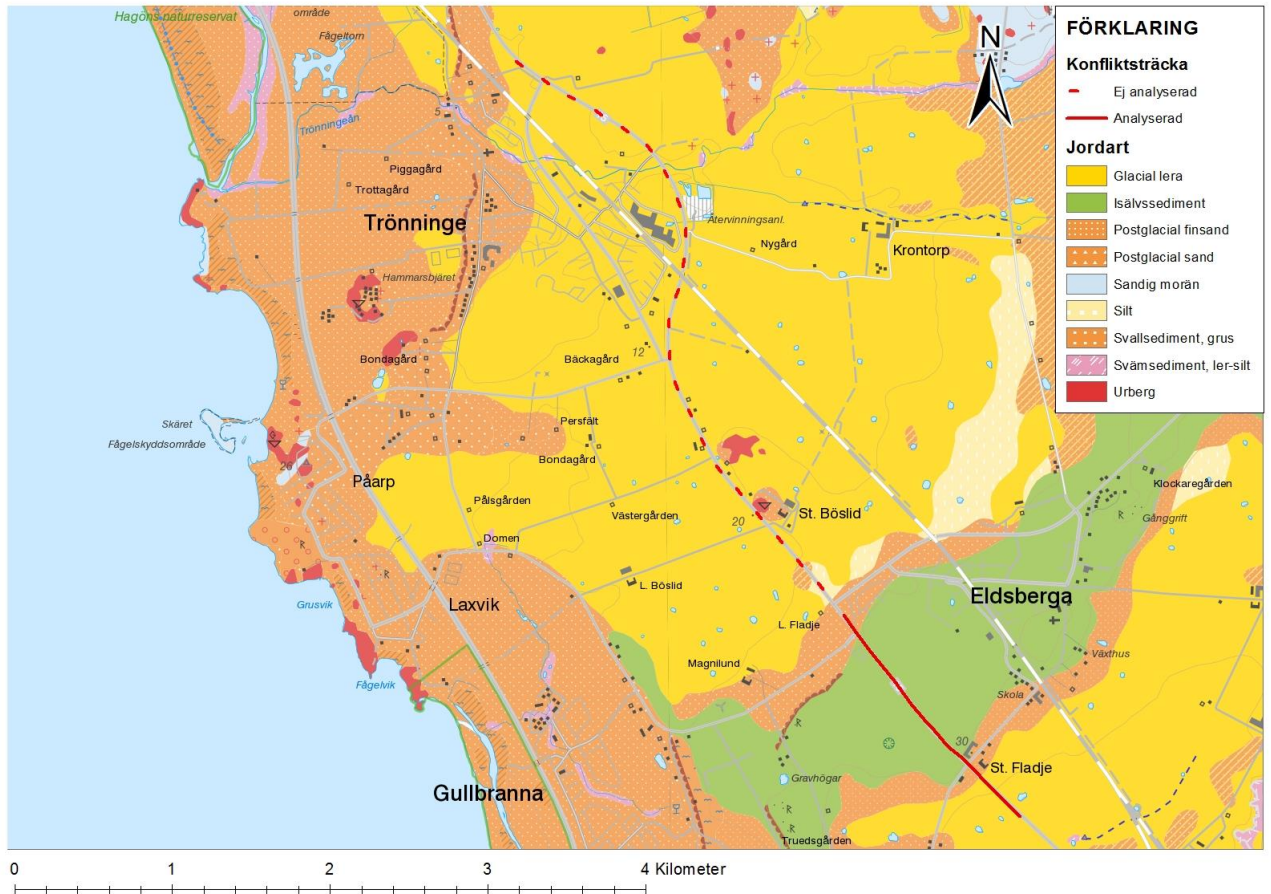 Hagöns naturreservat
område
Fågeltorn
5
Trönningeån
Piggagård
Trottagård
Trönninge
Hammarsbjäret
Bondagård
Bäckagård
12
Återvinningsanl.
Nygård
Krontorp
Skäret
Fågelskyddsområde
26
Påarp
Persfält
Bondagård
Pålsgården
Västergården
Domen
20
St. Böslid
L. Böslid
Laxvik
Grusvik
Fågelvik
Gullbranna
L. Fladje
Magnilund
Eldsberga
Klockaregården
Gånggrift
Växthus
Skola
30
St. Fladje
Gravhögar
Truedsgården
N
FÖRKLARING
Konfliktsträcka
Ej analyserad
Analyserad
Jordart
Glacial lera
Isälvssediment
Postglacial finsand
Postglacial sand
Sandig morän
Silt
Svallsediment, grus
Svämsediment, ler-silt
Urberg
0 1 2 3 4 Kilometer